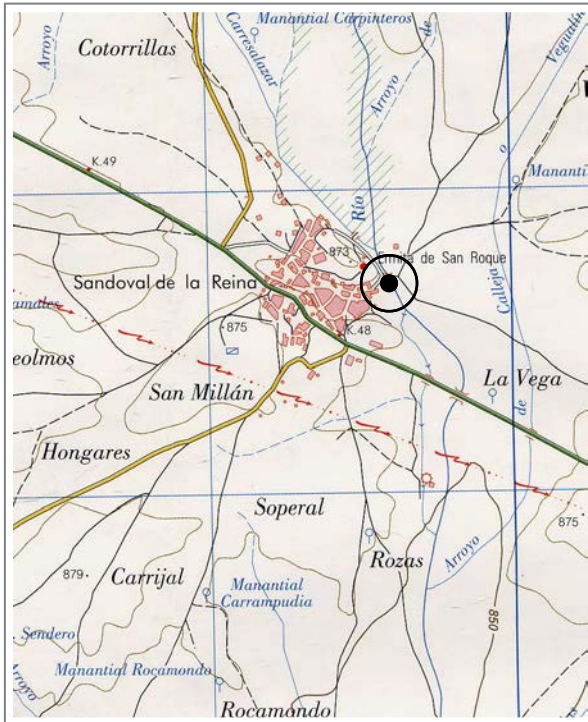 Manantial Carpinteros
Arroyo
Cotorrillas
Carresalazar
de
Arroyo
Río
K.49
Mananti
873
Ermita de San Roque
Sandoval de la Reina
Calleja
875
K.48
eolmos
San Millán
La Vega
de
Hongares
Soperal
875
Rozas
Arroyo
879
Carrijal
Manantial
Carrampudia
850
Sendero
Manantial Rocamondo
Arroyo
Rocamondo